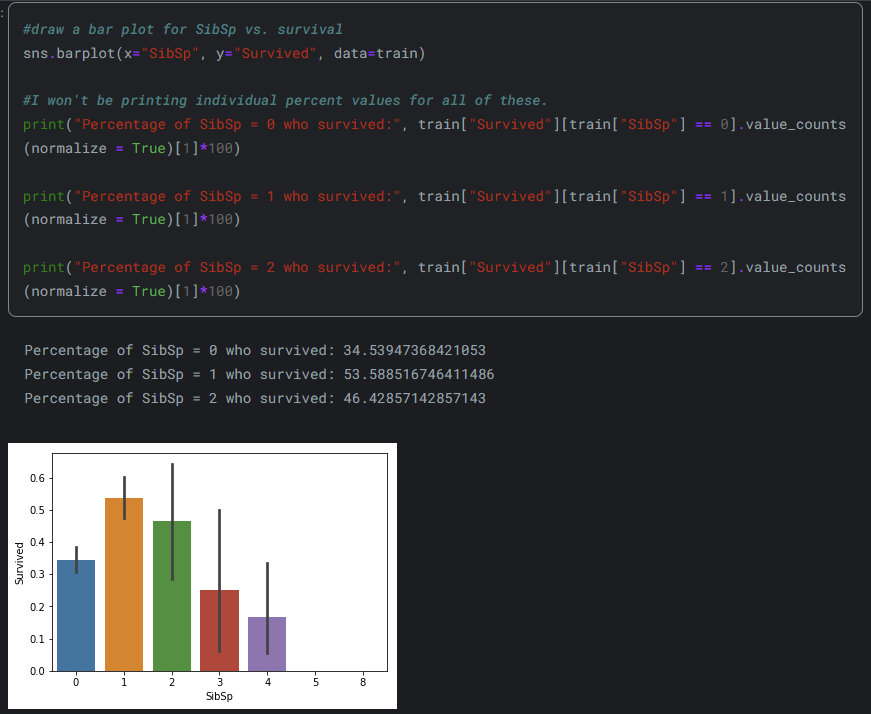 :
#draw a bar plot for SibSp vs. survival
sns.barplot(x="SibSp", y="Survived", data=train)
#I won't be printing individual percent values for all of these.
print("Percentage of SibSp = 0 who survived:", train["Survived"][train["SibSp"] == 0].value_counts
(normalize = True)[1]*100)
print("Percentage of SibSp = 1 who survived:", train["Survived"][train["SibSp"] == 1].value_counts
(normalize = True)[1]*100)
print("Percentage of SibSp = 2 who survived:", train["Survived"][train["SibSp"] == 2].value_counts
(normalize = True)[1]*100)
Percentage of SibSp = 0 who survived: 34.53947368421053
Percentage of SibSp = 1 who survived: 53.588516746411486
Percentage of SibSp = 2 who survived: 46.42857142857143
0.6
0.5
0.4
0.3
0.2
0.1
0.0
Survived
0 1 2 3 4 5 8
SibSp